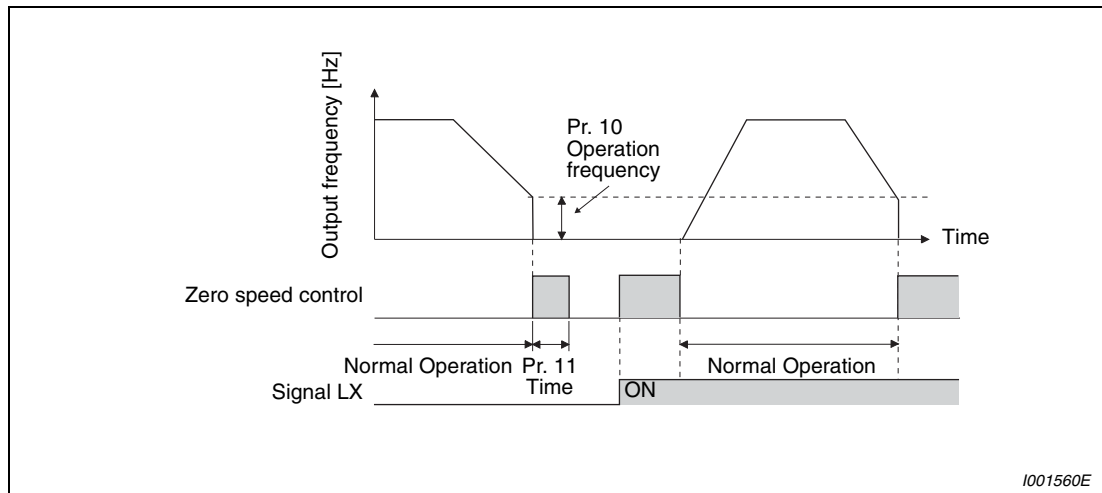 Output frequency [Hz]
Pr. 10
Operation
frequency
Time
Zero speed control
Normal Operation
Pr. 11
Time
Normal Operation
Signal LX
ON
I001560E